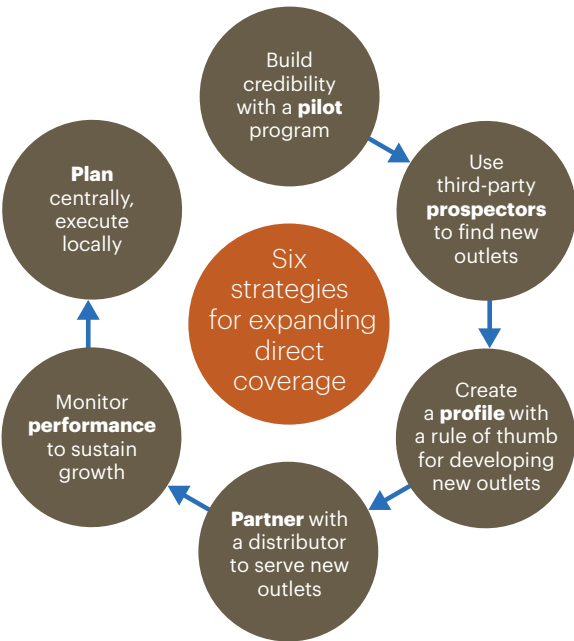 Build
credibility
with a pilot
program
Use
third-party
prospectors
to find new
outlets
Create
a profile with
a rule of thumb
for developing
new outlets
Partner with
a distributor
to serve new
outlets
Monitor
performance
to sustain
growth
Plan
centrally,
execute
locally
Six
strategies
for expanding
direct
coverage